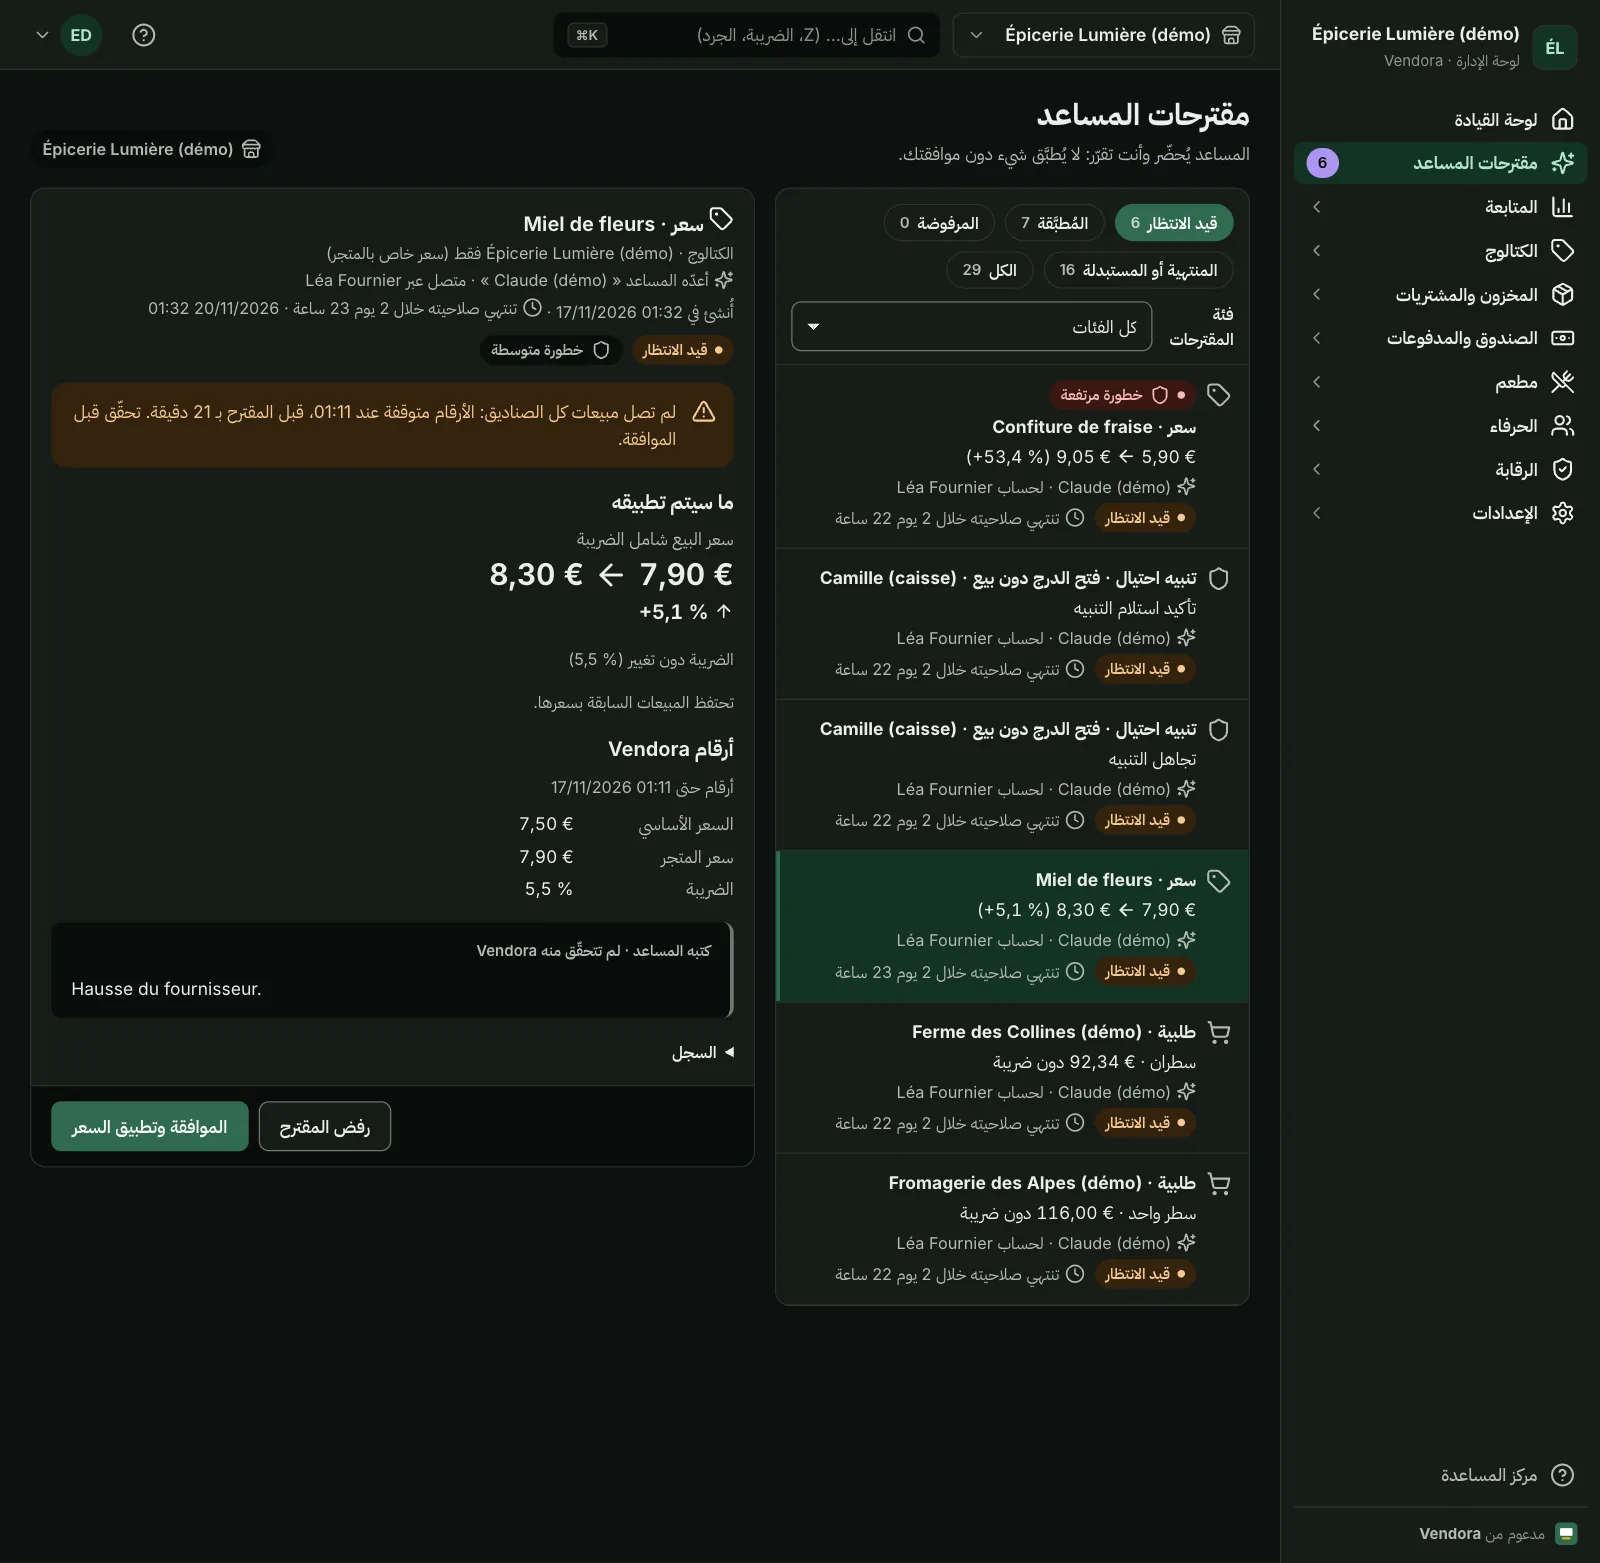 Épicerie Lumière (démo)
لوحة الإدارة · Vendora
ÉL
لوحة القيادة
مقترحات المساعد 6
المتابعة
الكتالوج
المخزون والمشتريات
الصندوق والمدفوعات
مطعم
الحرفاء
الرقابة
الإعدادات
مركز المساعدة
مدعوم من Vendora
Épicerie Lumière (démo)
انتقل إلى... (Z، الضريبة، الجرد) ⌘K
ED
مقترحات المساعد
المساعد يُحضّر وأنت تقرّر: لا يُطبَّق شيء دون موافقتك.
Épicerie Lumière (démo)
قيد الانتظار 6 المُطبَّقة 7 المرفوضة 0
المنتهية أو المستبدلة 16 الكل 29
فئة المقترحات
كل الفئات
خطورة مرتفعة
سعر · Confiture de fraise
5,90 € ← 9,05 € (+53,4 %)
Claude (démo) · لحساب Léa Fournier
قيد الانتظار تنتهي صلاحيته خلال 2 يوم 22 ساعة
تنبيه احتيال · فتح الدرج دون بيع · Camille (caisse)
تأكيد استلام التنبيه
Claude (démo) · لحساب Léa Fournier
قيد الانتظار تنتهي صلاحيته خلال 2 يوم 22 ساعة
تنبيه احتيال · فتح الدرج دون بيع · Camille (caisse)
تجاهل التنبيه
Claude (démo) · لحساب Léa Fournier
قيد الانتظار تنتهي صلاحيته خلال 2 يوم 22 ساعة
سعر · Miel de fleurs
7,90 € ← 8,30 € (+5,1 %)
Claude (démo) · لحساب Léa Fournier
قيد الانتظار تنتهي صلاحيته خلال 2 يوم 23 ساعة
طلبية · Ferme des Collines (démo)
سطران · 92,34 € دون ضريبة
Claude (démo) · لحساب Léa Fournier
قيد الانتظار تنتهي صلاحيته خلال 2 يوم 22 ساعة
طلبية · Fromagerie des Alpes (démo)
سطر واحد · 116,00 € دون ضريبة
Claude (démo) · لحساب Léa Fournier
قيد الانتظار تنتهي صلاحيته خلال 2 يوم 22 ساعة
سعر · Miel de fleurs
الكتالوج · Épicerie Lumière (démo) فقط (سعر خاص بالمتجر)
أعدّه المساعد « Claude (démo) » · متصل عبر Léa Fournier
أُنشئ في 17/11/2026 01:32 · تنتهي صلاحيته خلال 2 يوم 23 ساعة · 20/11/2026 01:32
قيد الانتظار خطورة متوسطة
لم تصل مبيعات كل الصناديق: الأرقام متوقفة عند 01:11، قبل المقترح بـ 21 دقيقة. تحقّق قبل
الموافقة.
ما سيتم تطبيقه
سعر البيع شامل الضريبة
7,90 € ← 8,30 €
↑ +5,1 %
الضريبة دون تغيير (5,5 %)
تحتفظ المبيعات السابقة بسعرها.
أرقام Vendora
أرقام حتى 17/11/2026 01:11
السعر الأساسي 7,50 €
سعر المتجر 7,90 €
الضريبة 5,5 %
كتبه المساعد · لم تتحقّق منه Vendora
Hausse du fournisseur.
السجل
رفض المقترح الموافقة وتطبيق السعر